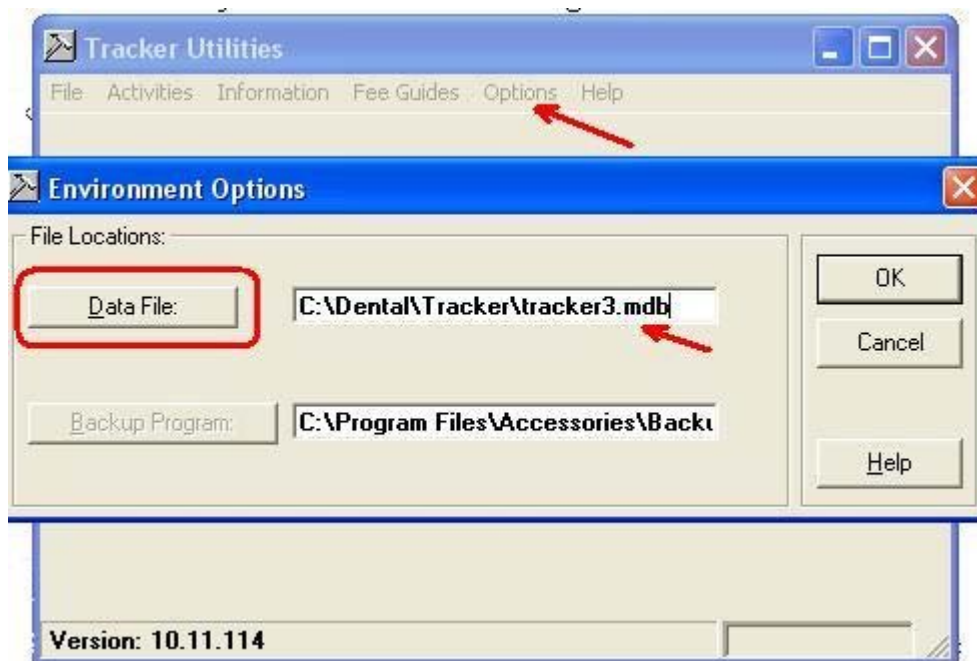 Tracker Utilities
File Activities Information Fee Guides Options Help
Environment Options
File Locations:
Data File:
C:\Dental\Tracker\tracker3.mdb
OK
Cancel
Backup Program:
C:\Program Files\Accessories\Backu
Help
Version: 10.11.114